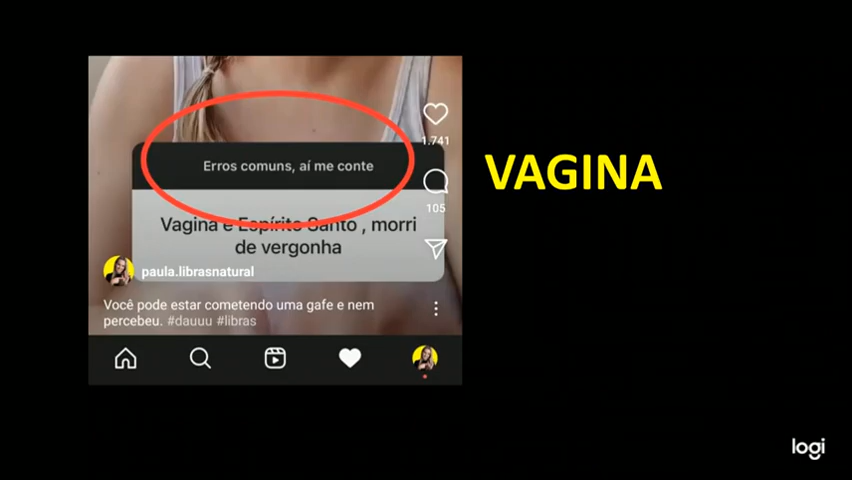 Erros comuns, aí me conte
Vagina e Espírito Santo , morri
de vergonha
1.741
105
paula.librasnatural
Você pode estar cometendo uma gafe e nem
percebeu. #dauuu #libras
VAGINA
logi